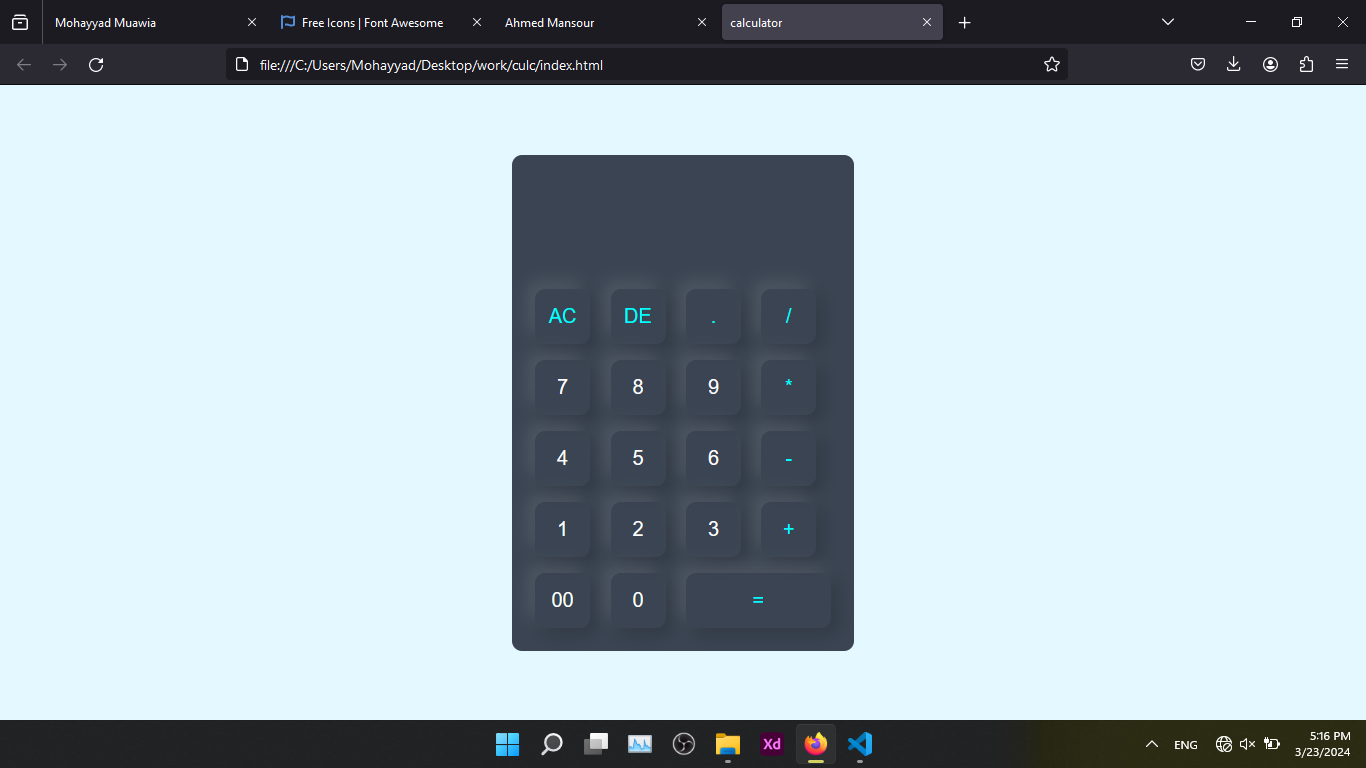 Mohayyad Muawia
Free Icons | Font Awesome
Ahmed Mansour
calculator
file:///C:/Users/Mohayyad/Desktop/work/culc/index.html
AC DE . /
7 8 9 *
4 5 6 -
1 2 3 +
00 0 =
Xd
ENG
5:16 PM
3/23/2024